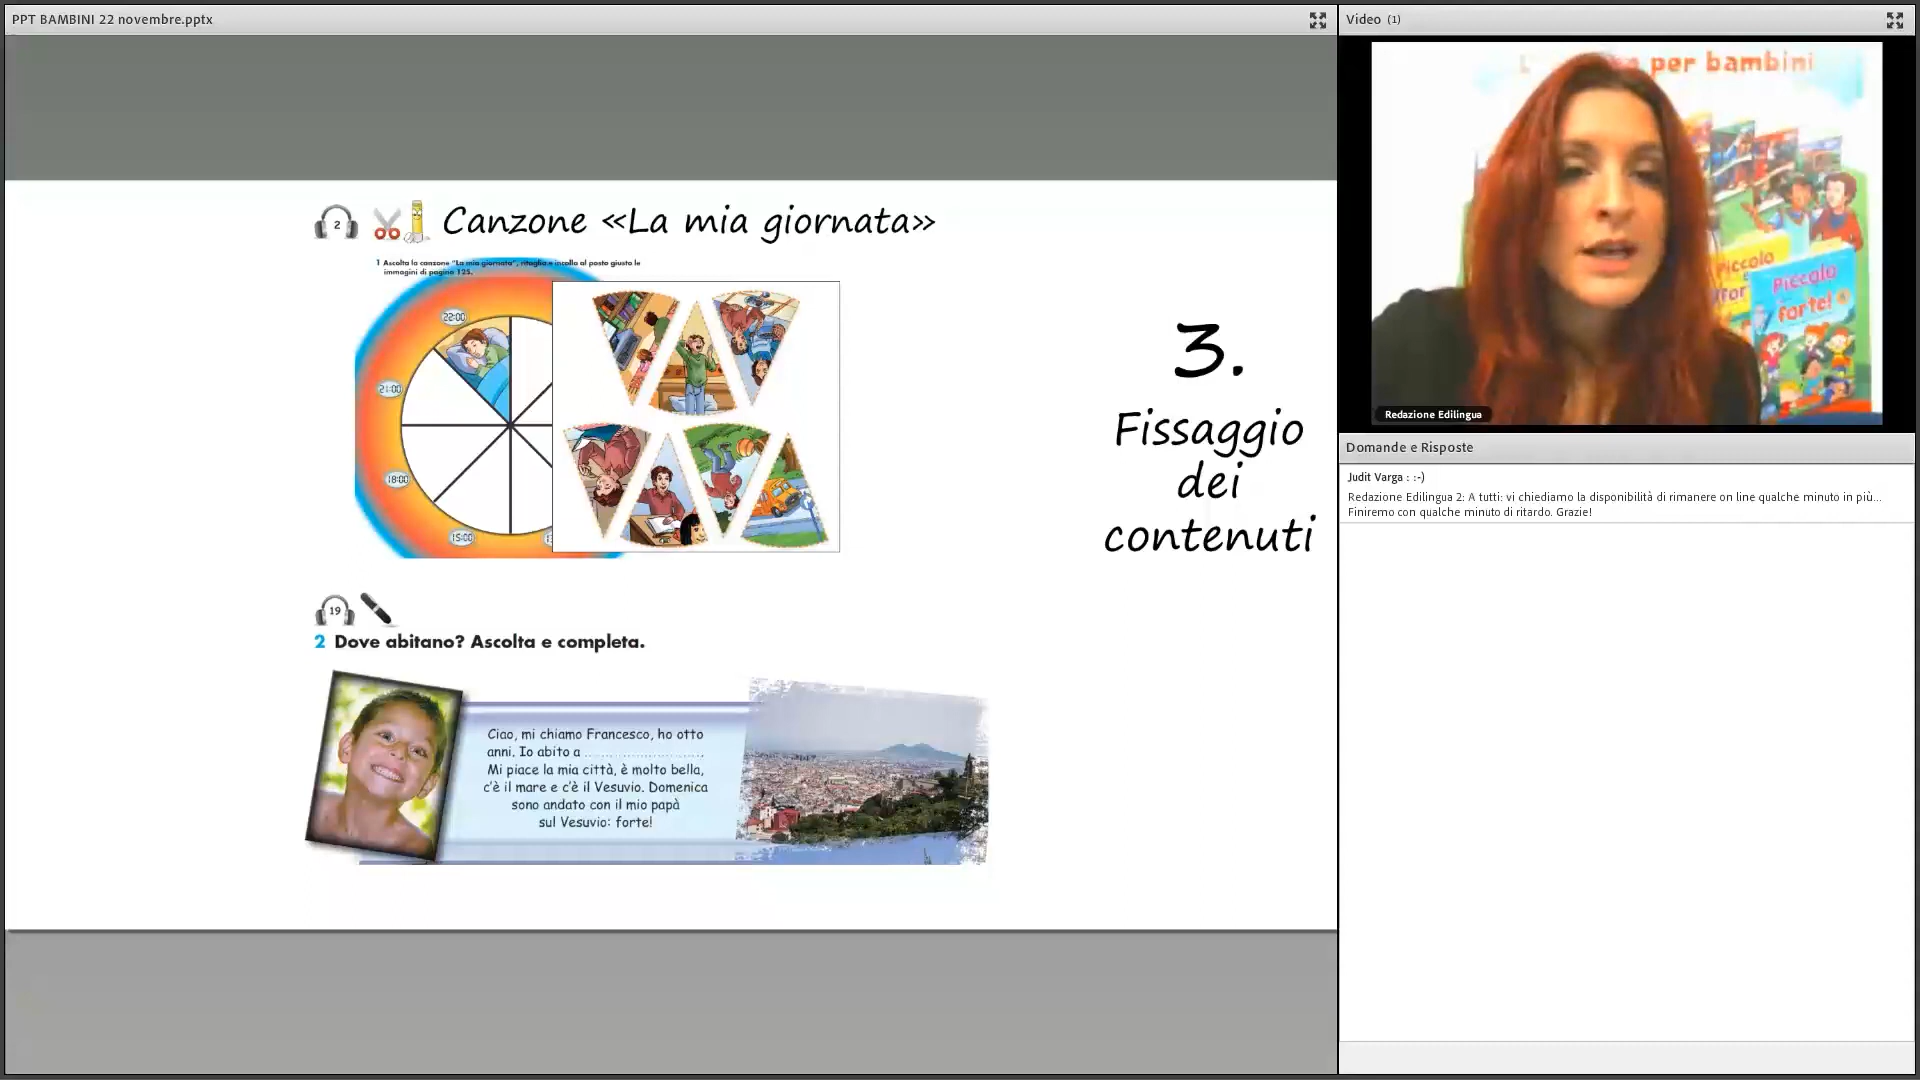 PPT BAMBINI 22 novembre.pptx
2
Canzone «La mia giornata»
1 Ascolta la canzone "La mia giornata", ritaglia e incolla al posto giusto le
immagini di pagina 125.
22:00
21:00
18:00
15:00
3.
Fissaggio
dei
contenuti
19
2 Dove abitano? Ascolta e completa.
Ciao, mi chiamo Francesco, ho otto
anni. Io abito a ........................
Mi piace la mia città, è molto bella,
c'è il mare e c'è il Vesuvio. Domenica
sono andato con il mio papà
sul Vesuvio: forte!
Video (1)
per bambini
Piccolo
Piccolo
forte!
Redazione Edilingua
Domande e Risposte
Judit Varga : :-)
Redazione Edilingua 2: A tutti: vi chiediamo la disponibilità di rimanere on line qualche minuto in più...
Finiremo con qualche minuto di ritardo. Grazie!